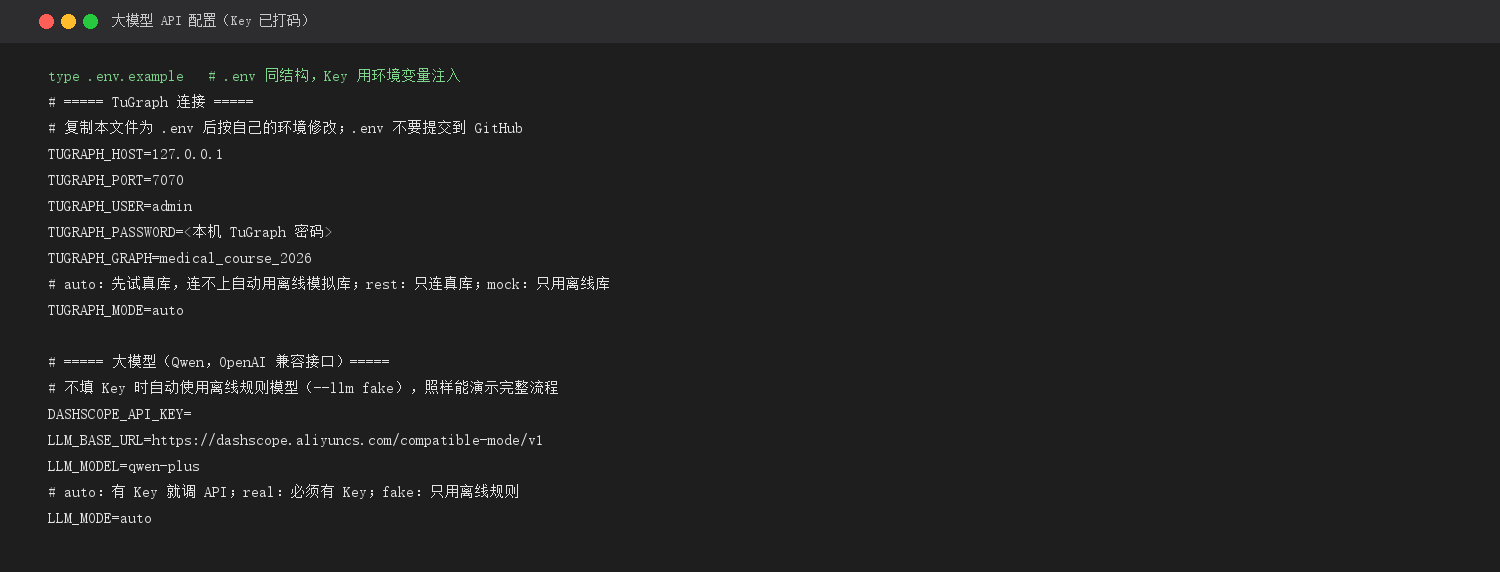 大模型 API 配置（Key 已打码）
type .env.example   # .env 同结构，Key 用环境变量注入
# ===== TuGraph 连接 =====
# 复制本文件为 .env 后按自己的环境修改；.env 不要提交到 GitHub
TUGRAPH_HOST=127.0.0.1
TUGRAPH_PORT=7070
TUGRAPH_USER=admin
TUGRAPH_PASSWORD=<本机 TuGraph 密码>
TUGRAPH_GRAPH=medical_course_2026
# auto：先试真库，连不上自动用离线模拟库；rest：只连真库；mock：只用离线库
TUGRAPH_MODE=auto
# ===== 大模型（Qwen，OpenAI 兼容接口）=====
# 不填 Key 时自动使用离线规则模型（--llm fake），照样能演示完整流程
DASHSCOPE_API_KEY=
LLM_BASE_URL=https://dashscope.aliyuncs.com/compatible-mode/v1
LLM_MODEL=qwen-plus
# auto：有 Key 就调 API；real：必须有 Key；fake：只用离线规则
LLM_MODE=auto